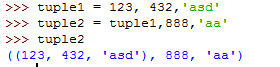 >>> tuple1 = 123, 432,'asd'
>>> tuple2 = tuple1,888,'aa'
>>> tuple2
((123, 432, 'asd'), 888, 'aa')